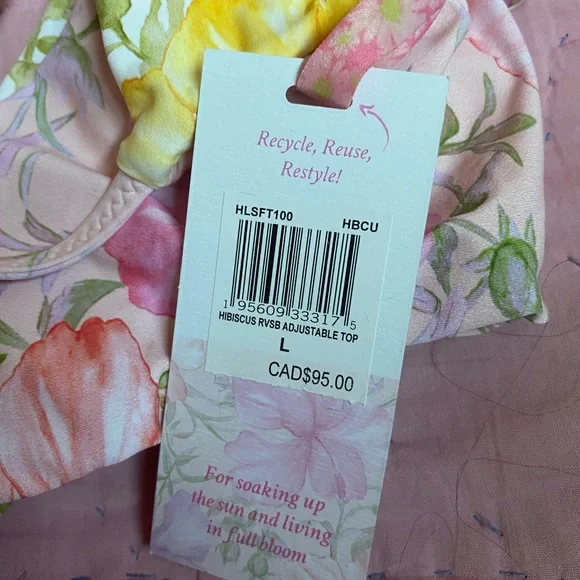 Recycle, Reuse,
Restyle!
HLSFT100 HBCU
1 95609 33317 5
HIBISCUS RVSB ADJUSTABLE TOP
L
CAD$95.00
For soaking up
the sun and living
in full bloom